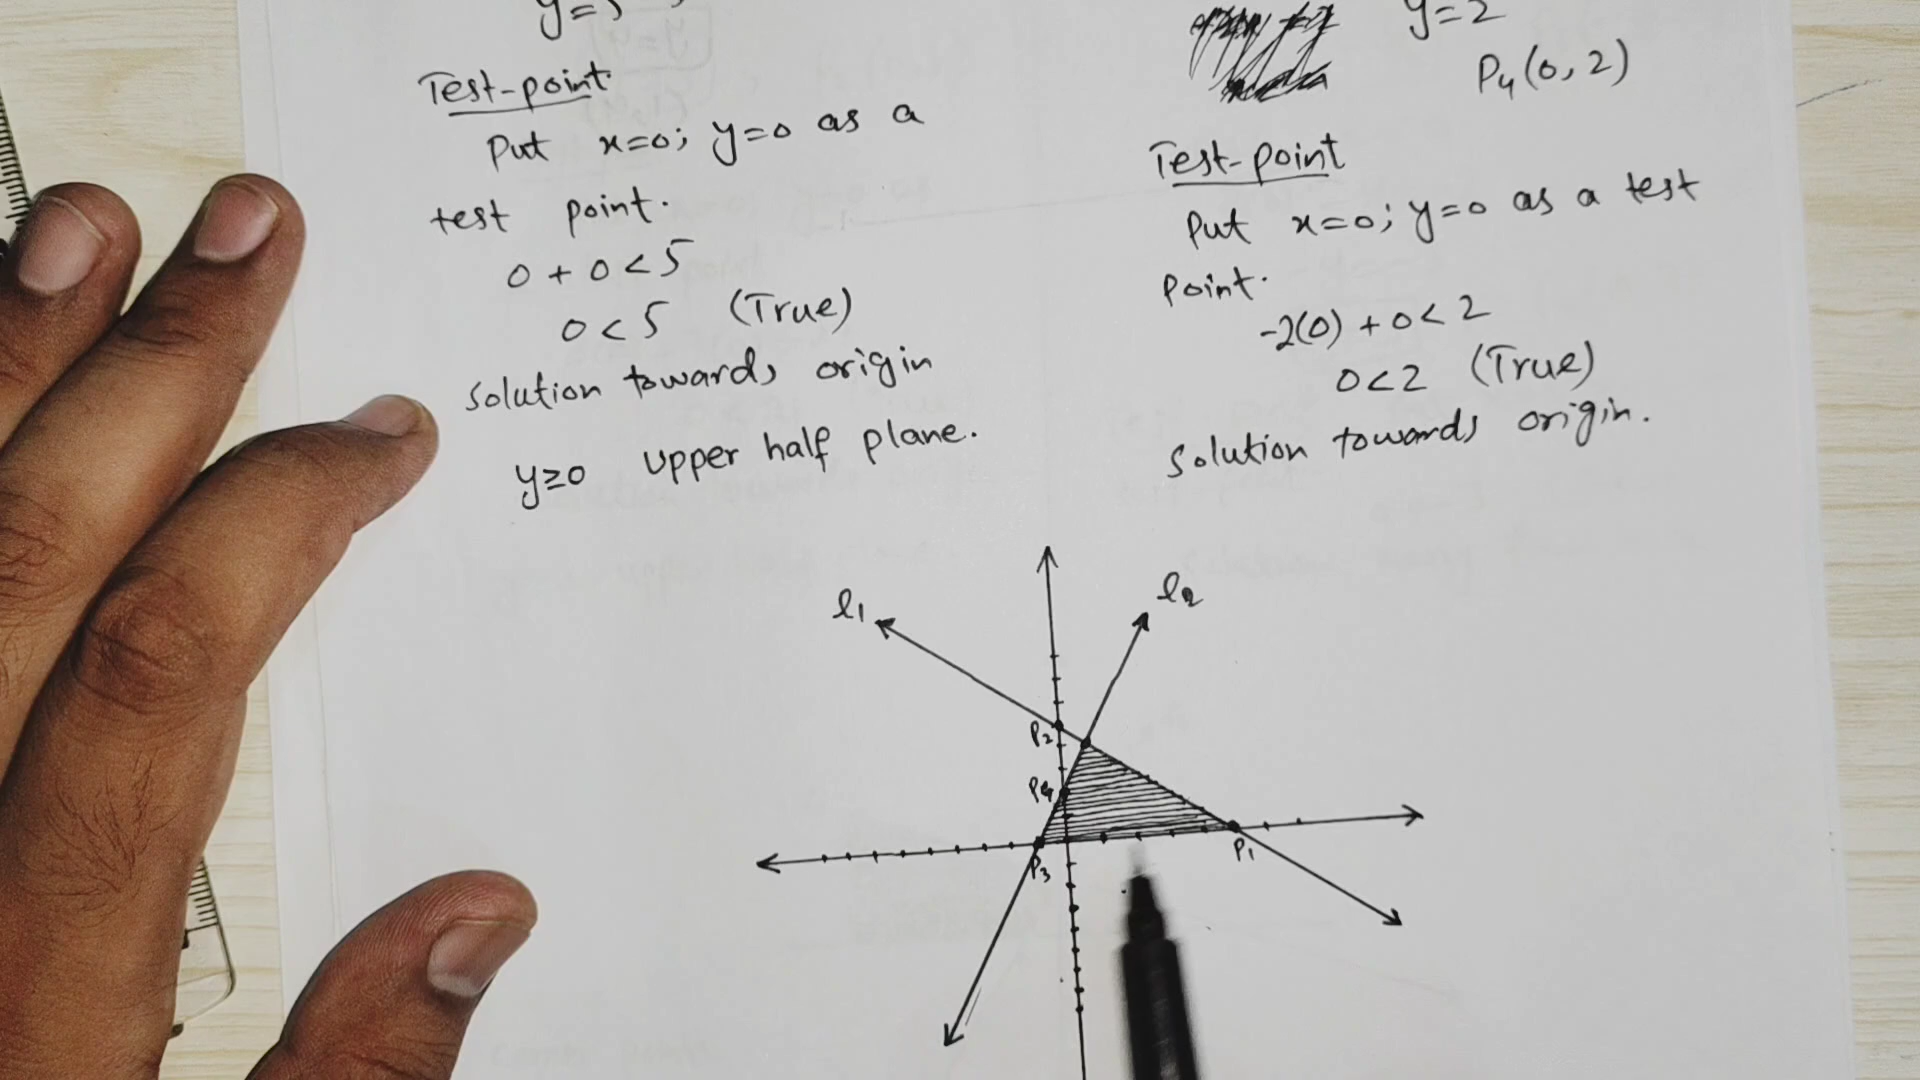 y=5
Test-point
Put x=0; y=0 as a
test point.
0 + 0 < 5
0 < 5 (True)
solution towards origin
y≥0 upper half plane.
y=2
P4(0, 2)
Test-point
Put x=0; y=0 as a test
point.
-2(0) + 0 < 2
0 < 2 (True)
solution towards origin.
l1
l2
P2
P4
P3
P1